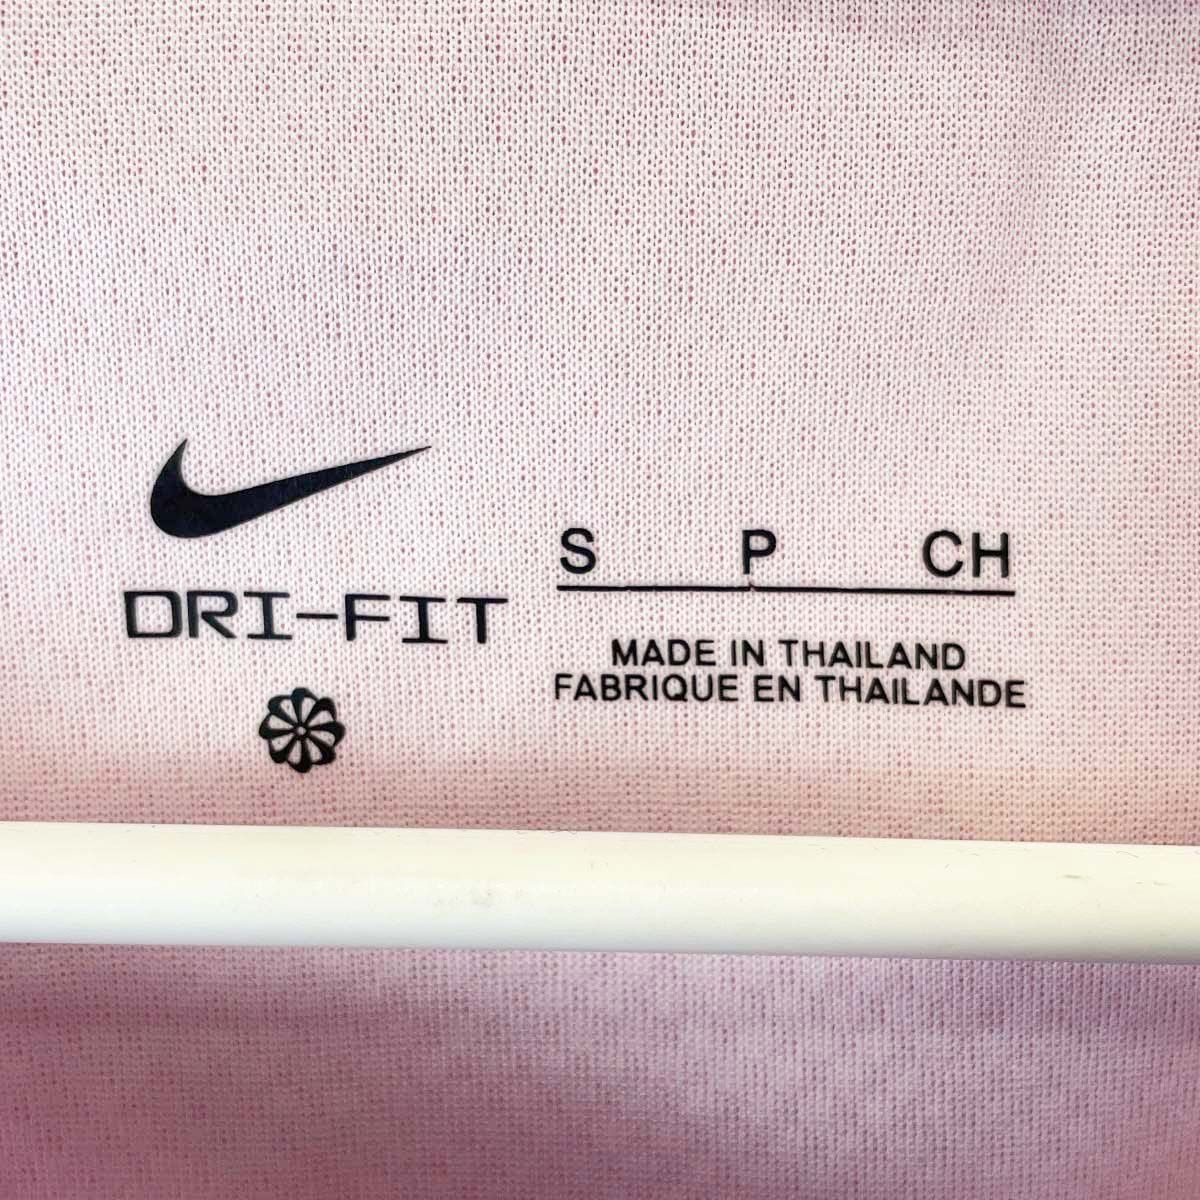 DRI-FIT
S P CH
MADE IN THAILAND
FABRIQUE EN THAILANDE